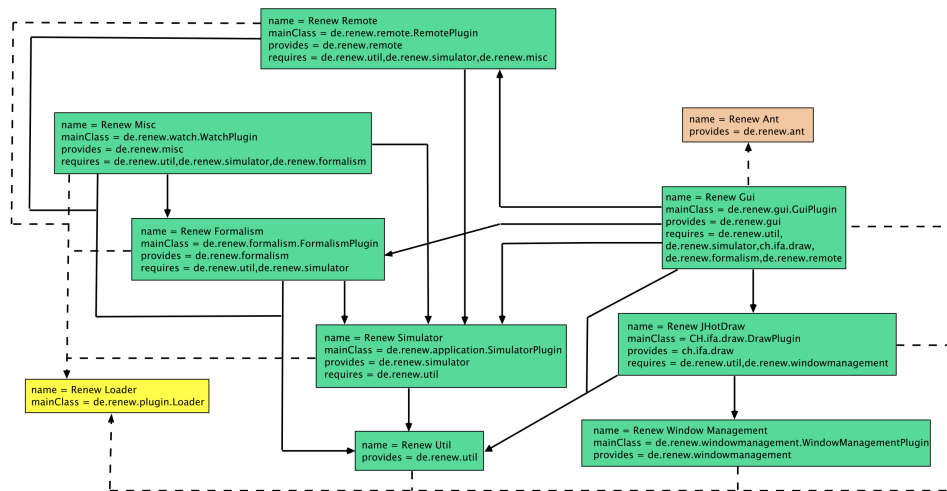 name = Renew Remote
mainClass = de.renew.remote.RemotePlugin
provides = de.renew.remote
requires = de.renew.util,de.renew.simulator,de.renew.misc
name = Renew Misc
mainClass = de.renew.watch.WatchPlugin
provides = de.renew.misc
requires = de.renew.util,de.renew.simulator,de.renew.formalism
name = Renew Ant
provides = de.renew.ant
name = Renew Gui
mainClass = de.renew.gui.GuiPlugin
provides = de.renew.gui
requires = de.renew.util,
de.renew.simulator,ch.ifa.draw,
de.renew.formalism,de.renew.remote
name = Renew Formalism
mainClass = de.renew.formalism.FormalismPlugin
provides = de.renew.formalism
requires = de.renew.util,de.renew.simulator
name = Renew Simulator
mainClass = de.renew.application.SimulatorPlugin
provides = de.renew.simulator
requires = de.renew.util
name = Renew JHotDraw
mainClass = CH.ifa.draw.DrawPlugin
provides = ch.ifa.draw
requires = de.renew.util,de.renew.windowmanagement
name = Renew Loader
mainClass = de.renew.plugin.Loader
name = Renew Util
provides = de.renew.util
name = Renew Window Management
mainClass = de.renew.windowmanagement.WindowManagementPlugin
provides = de.renew.windowmanagement